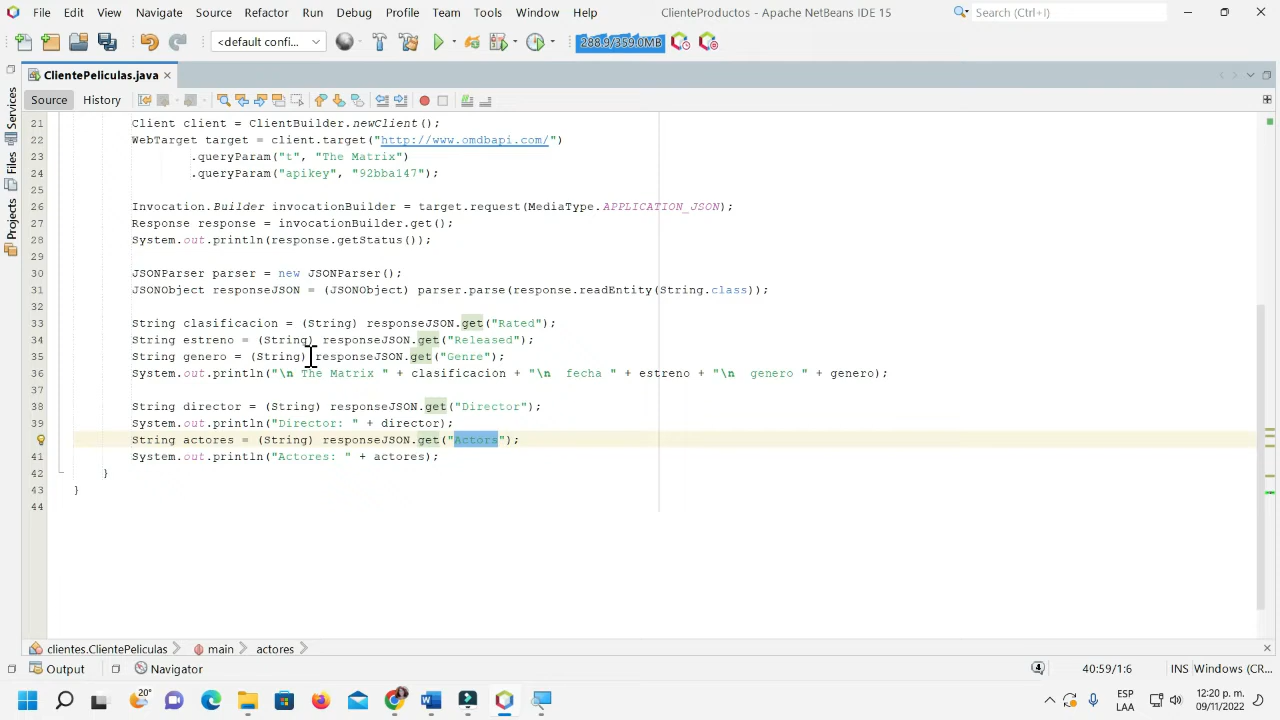 File Edit View Navigate Source Refactor Run Debug Profile Team Tools Window Help ClienteProductos - Apache NetBeans IDE 15 Search (Ctrl+I)
<default confi... 288.9/359.0MB
ClientePeliculas.java
Source History
Services
Files
Projects
21 Client client = ClientBuilder.newClient();
22 WebTarget target = client.target("http://www.omdbapi.com/")
23 .queryParam("t", "The Matrix")
24 .queryParam("apikey", "92bba147");
25
26 Invocation.Builder invocationBuilder = target.request(MediaType.APPLICATION_JSON);
27 Response response = invocationBuilder.get();
28 System.out.println(response.getStatus());
29
30 JSONParser parser = new JSONParser();
31 JSONObject responseJSON = (JSONObject) parser.parse(response.readEntity(String.class));
32
33 String clasificacion = (String) responseJSON.get("Rated");
34 String estreno = (String) responseJSON.get("Released");
35 String genero = (String) responseJSON.get("Genre");
36 System.out.println("\n The Matrix " + clasificacion + "\n  fecha " + estreno + "\n  genero " + genero);
37
38 String director = (String) responseJSON.get("Director");
39 System.out.println("Director: " + director);
String actores = (String) responseJSON.get("Actors");
41 System.out.println("Actores: " + actores);
42 }
43 }
44
clientes.ClientePeliculas main actores
Output Navigator 4 40:59/1:6 INS Windows (CR...
20° ESP LAA 12:20 p. m. 09/11/2022